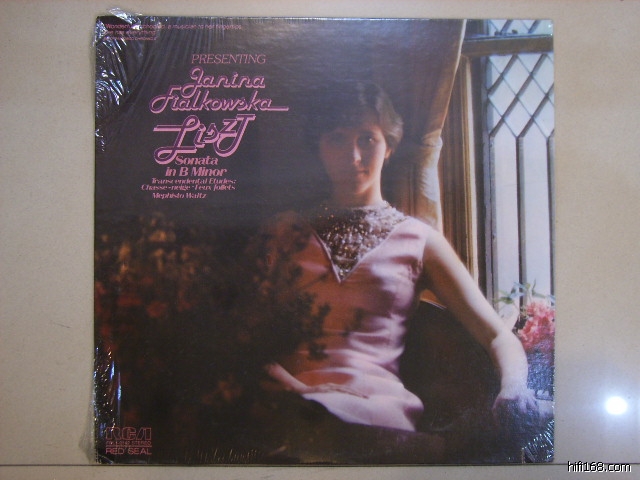 PRESENTING
Janina
Fialkowska
Liszt
Sonata
in B Minor
Transcendental Etudes:
Chasse-neige • Feux follets
Mephisto Waltz
RCA
RED SEAL
hifi168.com